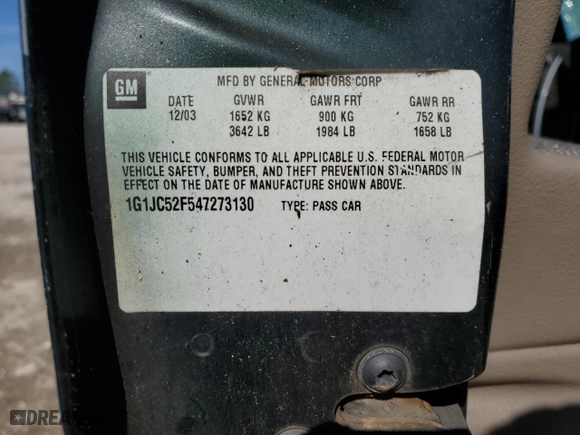 GM
MFD BY GENERAL MOTORS CORP
DATE GVWR GAWR FRT GAWR RR
12/03 1652 KG 900 KG 752 KG
3642 LB 1984 LB 1658 LB
THIS VEHICLE CONFORMS TO ALL APPLICABLE U.S. FEDERAL MOTOR
VEHICLE SAFETY, BUMPER, AND THEFT PREVENTION STANDARDS IN
EFFECT ON THE DATE OF MANUFACTURE SHOWN ABOVE.
1G1JC52F547273130 TYPE: PASS CAR